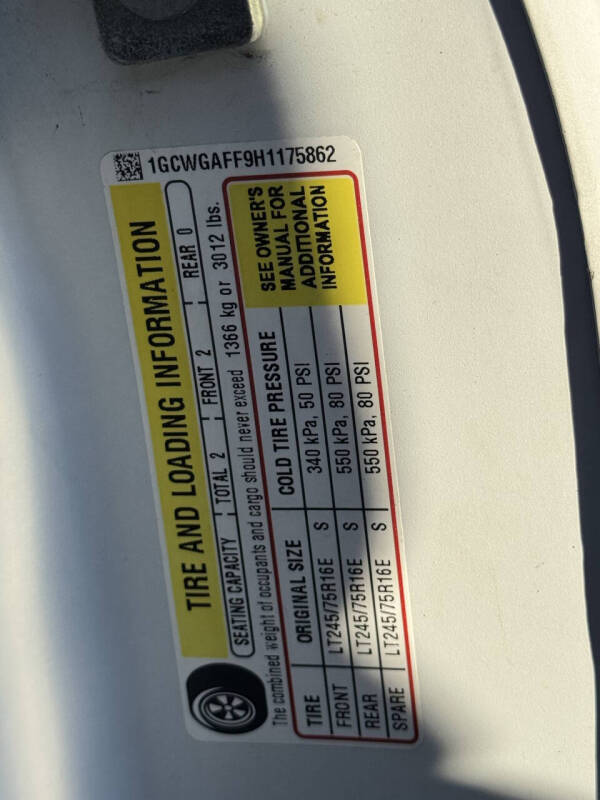 1GCWGAFF9H1175862
TIRE AND LOADING INFORMATION
SEATING CAPACITY TOTAL 2 FRONT 2 REAR 0
The combined weight of occupants and cargo should never exceed 1366 kg or 3012 lbs.
TIRE ORIGINAL SIZE COLD TIRE PRESSURE
FRONT LT245/75R16E S 340 kPa, 50 PSI
REAR LT245/75R16E S 550 kPa, 80 PSI
SPARE LT245/75R16E S 550 kPa, 80 PSI
SEE OWNER'S
MANUAL FOR
ADDITIONAL
INFORMATION